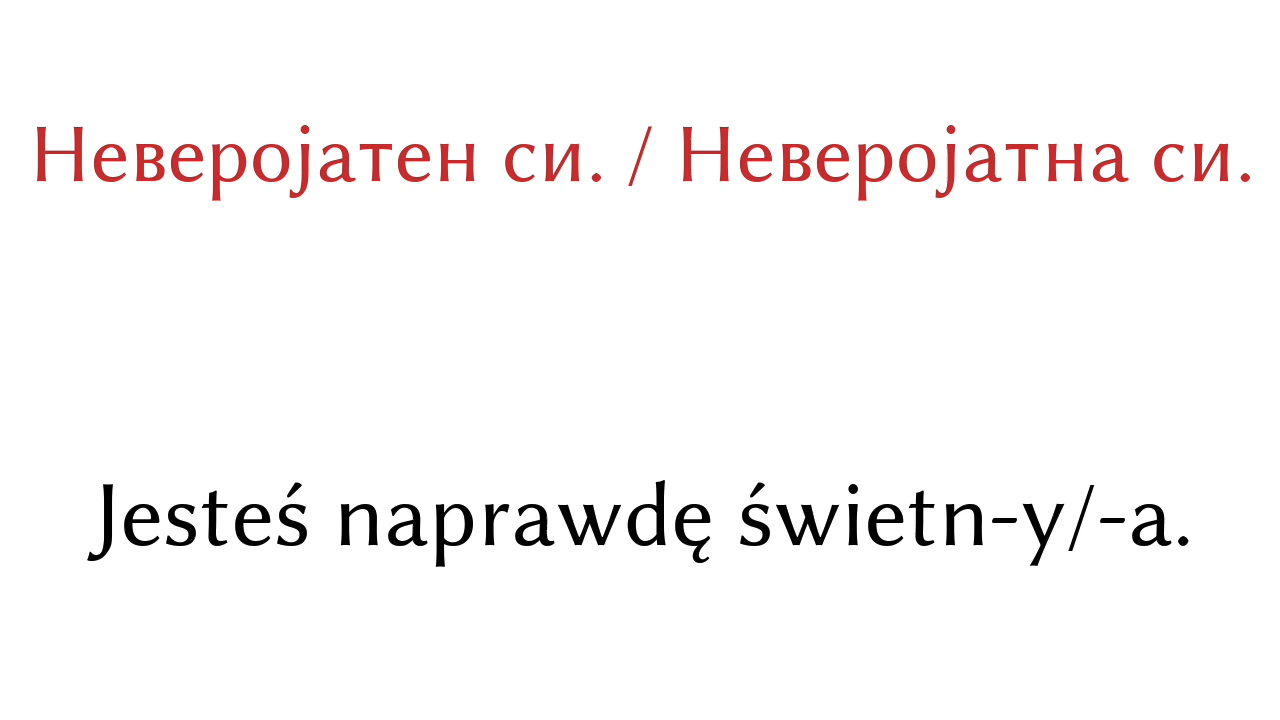 Неверојатен си. / Неверојатна си.
Jesteś naprawdę świetn-y/-a.